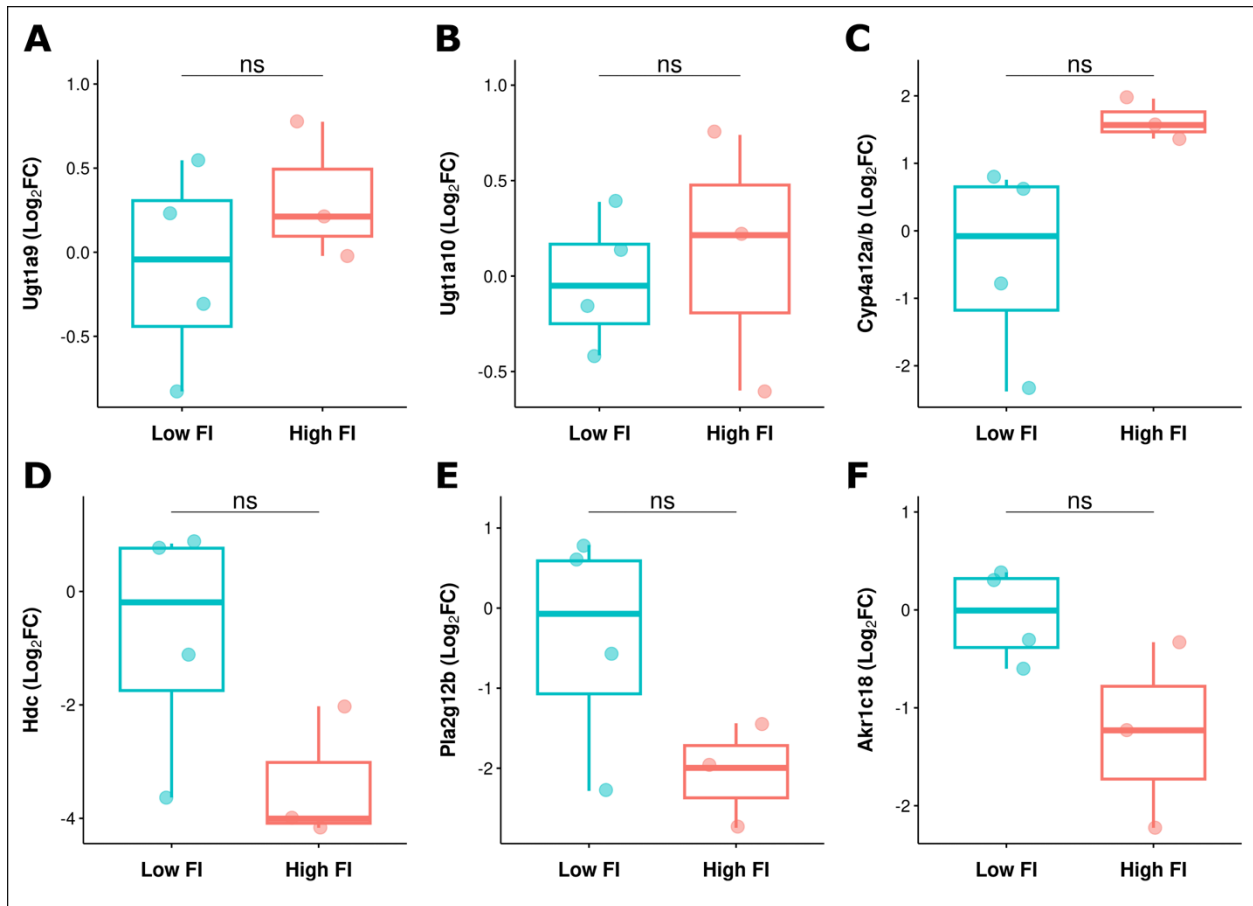 A
ns
Ugt1a9 (Log₂FC)
1.0
0.5
0.0
-0.5
Low FI
High FI
B
ns
Ugt1a10 (Log₂FC)
1.0
0.5
0.0
-0.5
Low FI
High FI
C
ns
Cyp4a12a/b (Log₂FC)
2
1
0
-1
-2
Low FI
High FI
D
ns
Hdc (Log₂FC)
0
-2
-4
Low FI
High FI
E
ns
Pla2g12b (Log₂FC)
1
0
-1
-2
Low FI
High FI
F
ns
Akr1c18 (Log₂FC)
1
0
-1
-2
Low FI
High FI